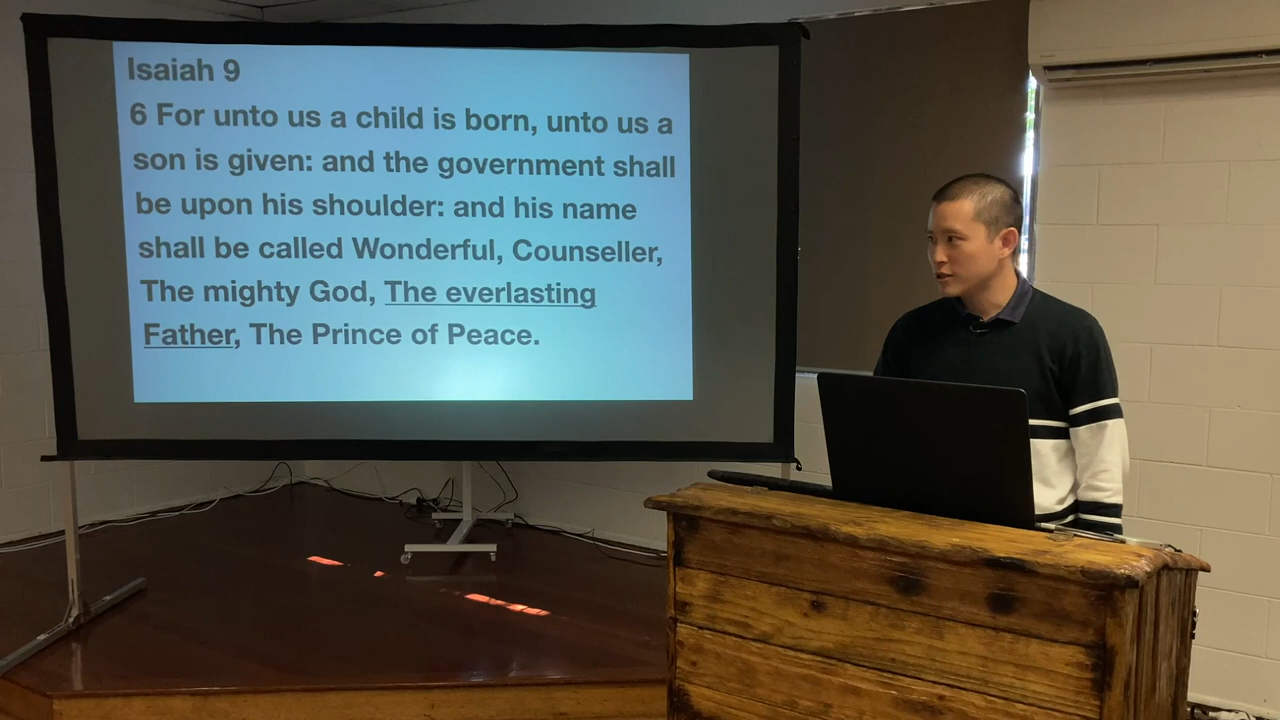 Isaiah 9
6 For unto us a child is born, unto us a
son is given: and the government shall
be upon his shoulder: and his name
shall be called Wonderful, Counseller,
The mighty God, The everlasting
Father, The Prince of Peace.